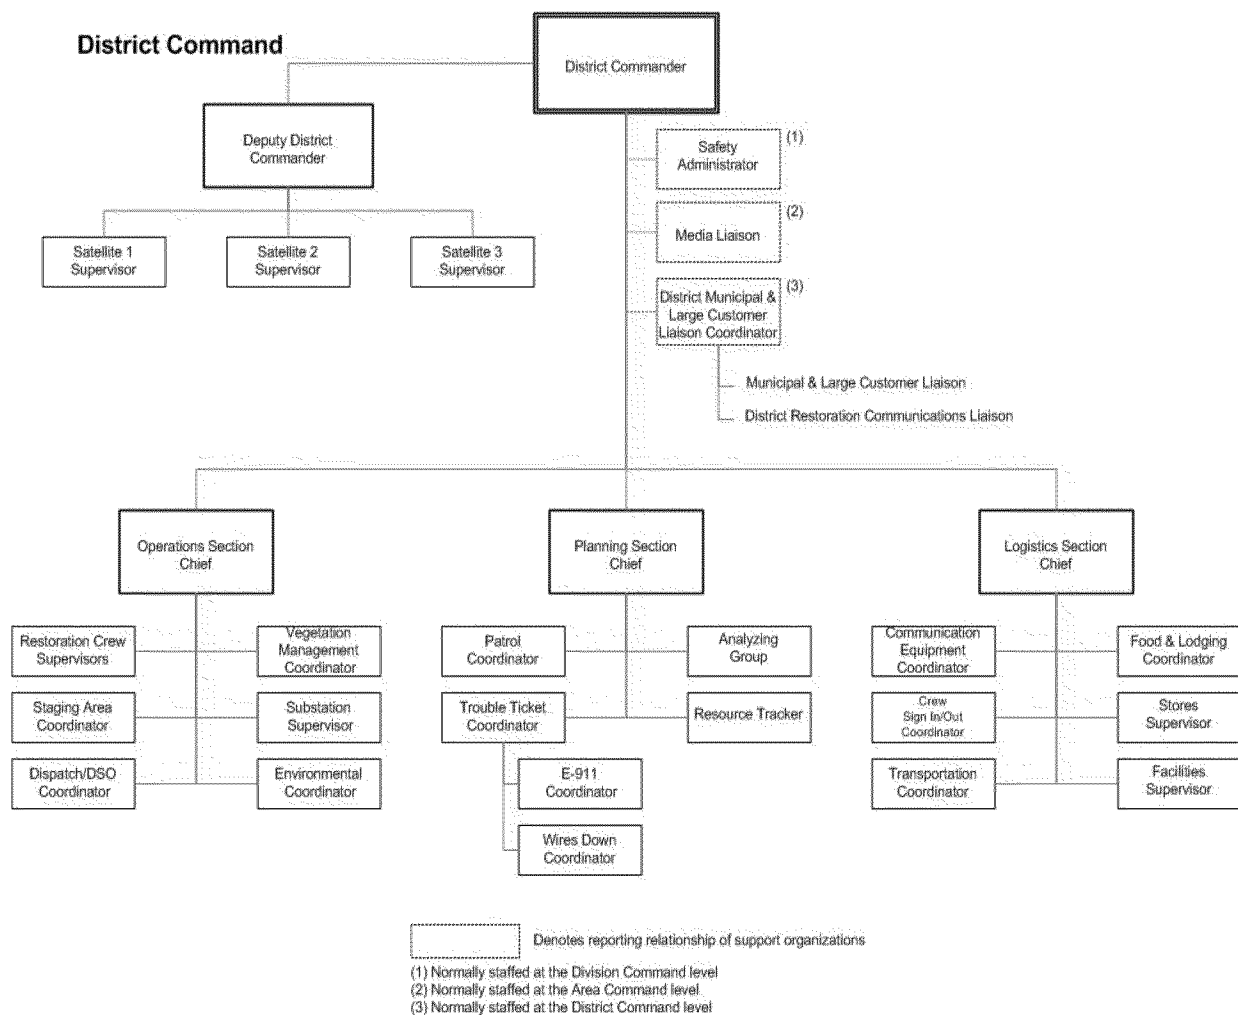 District Command
District Commander
Deputy District
Commander
Satellite 1
Supervisor
Satellite 2
Supervisor
Satellite 3
Supervisor
Safety
Administrator
(1)
Media Liaison
(2)
District Municipal &
Large Customer
Liaison Coordinator
(3)
Municipal & Large Customer Liaison
District Restoration Communications Liaison
Operations Section
Chief
Planning Section
Chief
Logistics Section
Chief
Restoration Crew
Supervisors
Vegetation
Management
Coordinator
Staging Area
Coordinator
Substation
Supervisor
Dispatch/DSO
Coordinator
Environmental
Coordinator
Patrol
Coordinator
Analyzing
Group
Trouble Ticket
Coordinator
Resource Tracker
E-911
Coordinator
Wires Down
Coordinator
Communication
Equipment
Coordinator
Food & Lodging
Coordinator
Crew
Sign In/Out
Coordinator
Stores
Supervisor
Transportation
Coordinator
Facilities
Supervisor
Denotes reporting relationship of support organizations
(1) Normally staffed at the Division Command level
(2) Normally staffed at the Area Command level
(3) Normally staffed at the District Command level